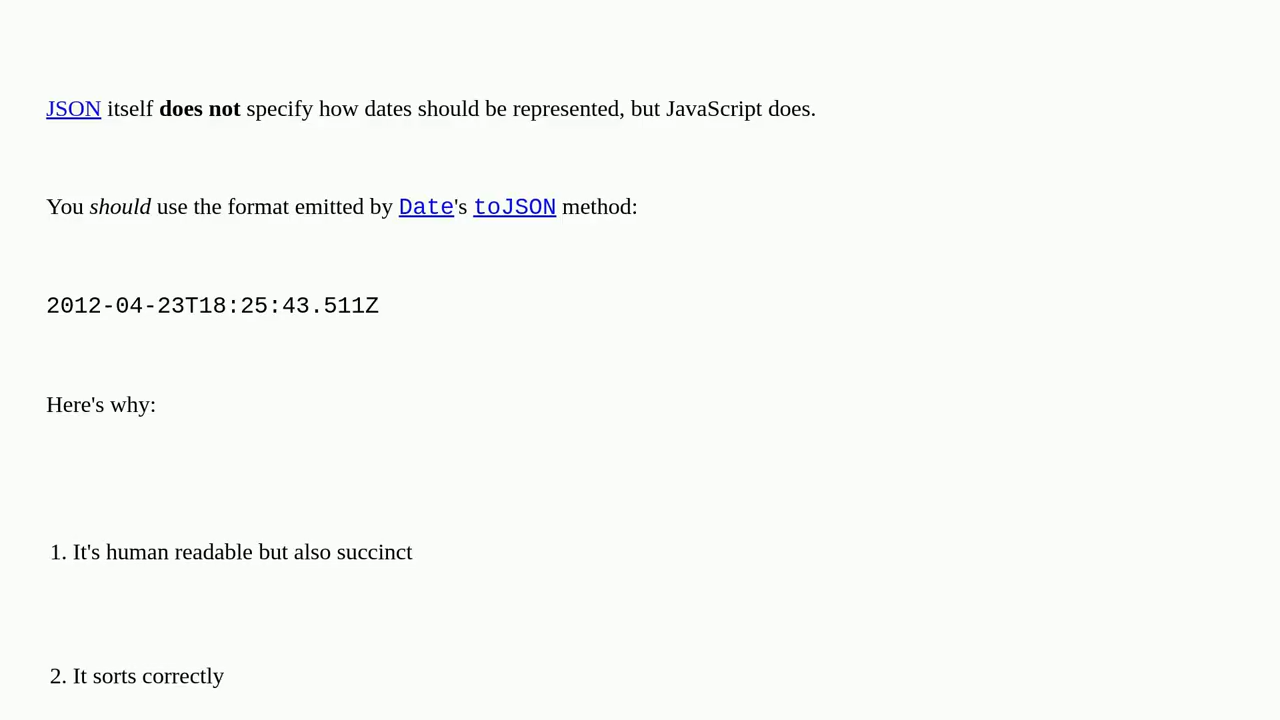 JSON itself does not specify how dates should be represented, but JavaScript does.
You should use the format emitted by Date's toJSON method:
2012-04-23T18:25:43.511Z
Here's why:
1. It's human readable but also succinct
2. It sorts correctly